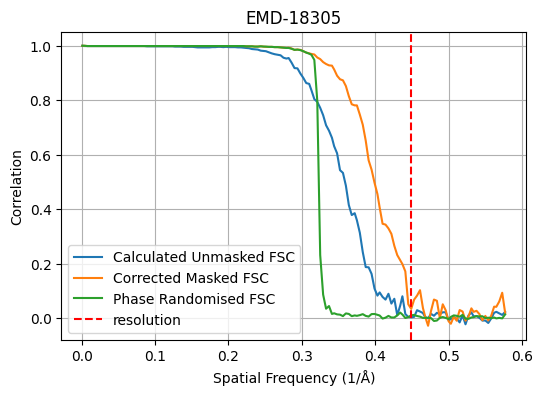 EMD-18305
1.0
0.8
0.6
0.4
0.2
0.0
Correlation
Calculated Unmasked FSC
Corrected Masked FSC
Phase Randomised FSC
resolution
0.0 0.1 0.2 0.3 0.4 0.5 0.6
Spatial Frequency (1/Å)